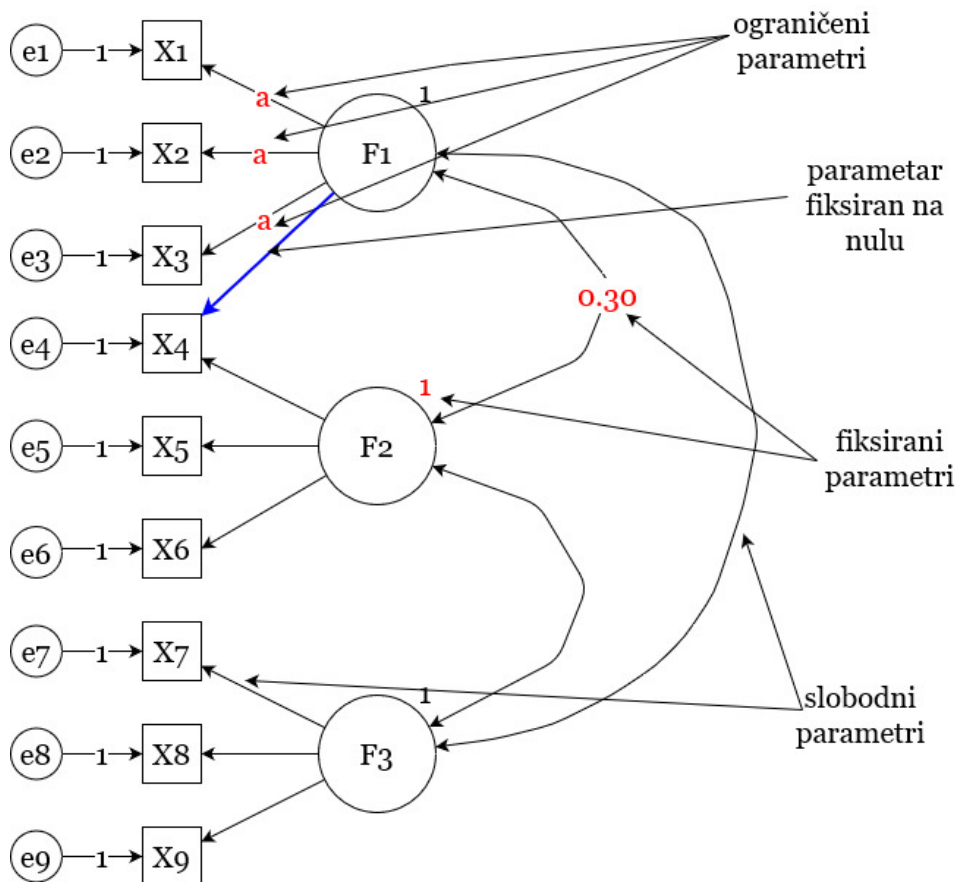 ograničeni
parametri
e1 1 X1
a
1
e2 1 X2
a
F1
parametar
fiksiran na
nulu
a
e3 1 X3
0.30
e4 1 X4
1
e5 1 X5
F2
fiksirani
parametri
e6 1 X6
e7 1 X7
1
slobodni
parametri
e8 1 X8
F3
e9 1 X9